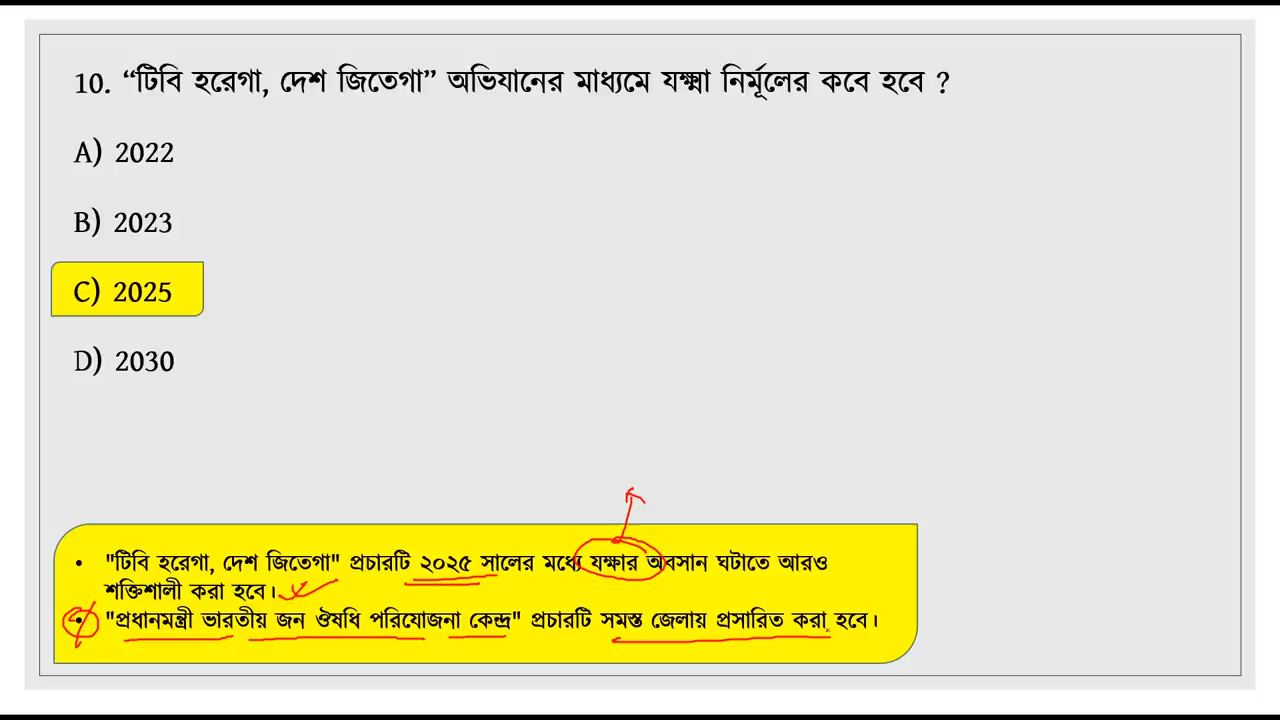 10. “টিবি হরেগা, দেশ জিতেগা” অভিযানের মাধ্যমে যক্ষ্মা নির্মূলের কবে হবে ?
A) 2022
B) 2023
C) 2025
D) 2030
• "টিবি হরেগা, দেশ জিতেগা" প্রচারটি ২০২৫ সালের মধ্যে যক্ষার অবসান ঘটাতে আরও
শক্তিশালী করা হবে।
• "প্রধানমন্ত্রী ভারতীয় জন ঔষধি পরিযোজনা কেন্দ্র" প্রচারটি সমস্ত জেলায় প্রসারিত করা হবে।